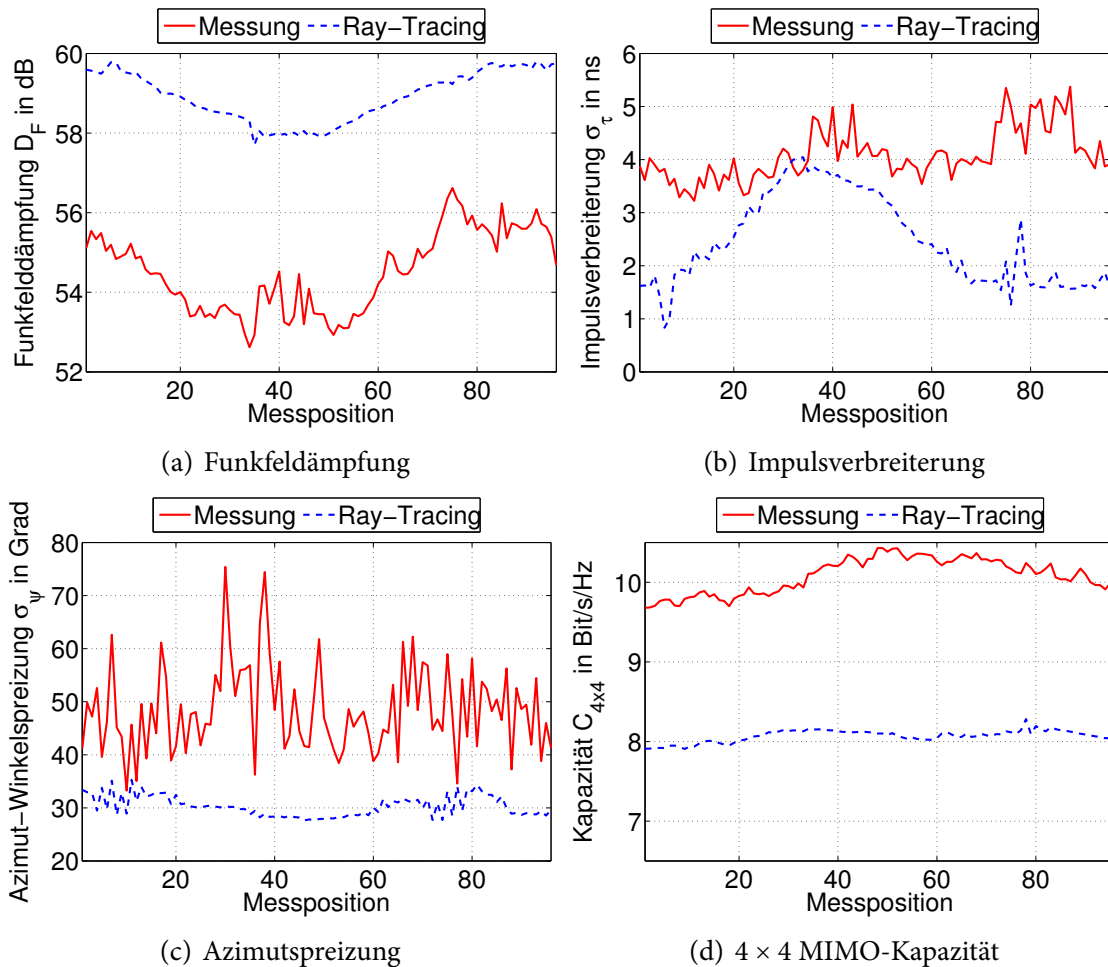 Messung Ray−Tracing
Funkfelddämpfung D_F in dB
60
58
56
54
52
20 40 60 80
Messposition
(a) Funkfeldämpfung
Messung Ray−Tracing
Impulsverbreiterung σ_τ in ns
6
5
4
3
2
1
0
20 40 60 80
Messposition
(b) Impulsverbreiterung
Messung Ray−Tracing
Azimut−Winkelspreizung σ_ψ in Grad
80
70
60
50
40
30
20
20 40 60 80
Messposition
(c) Azimutspreizung
Messung Ray−Tracing
Kapazität C_4x4 in Bit/s/Hz
10
9
8
7
20 40 60 80
Messposition
(d) 4 × 4 MIMO-Kapazität